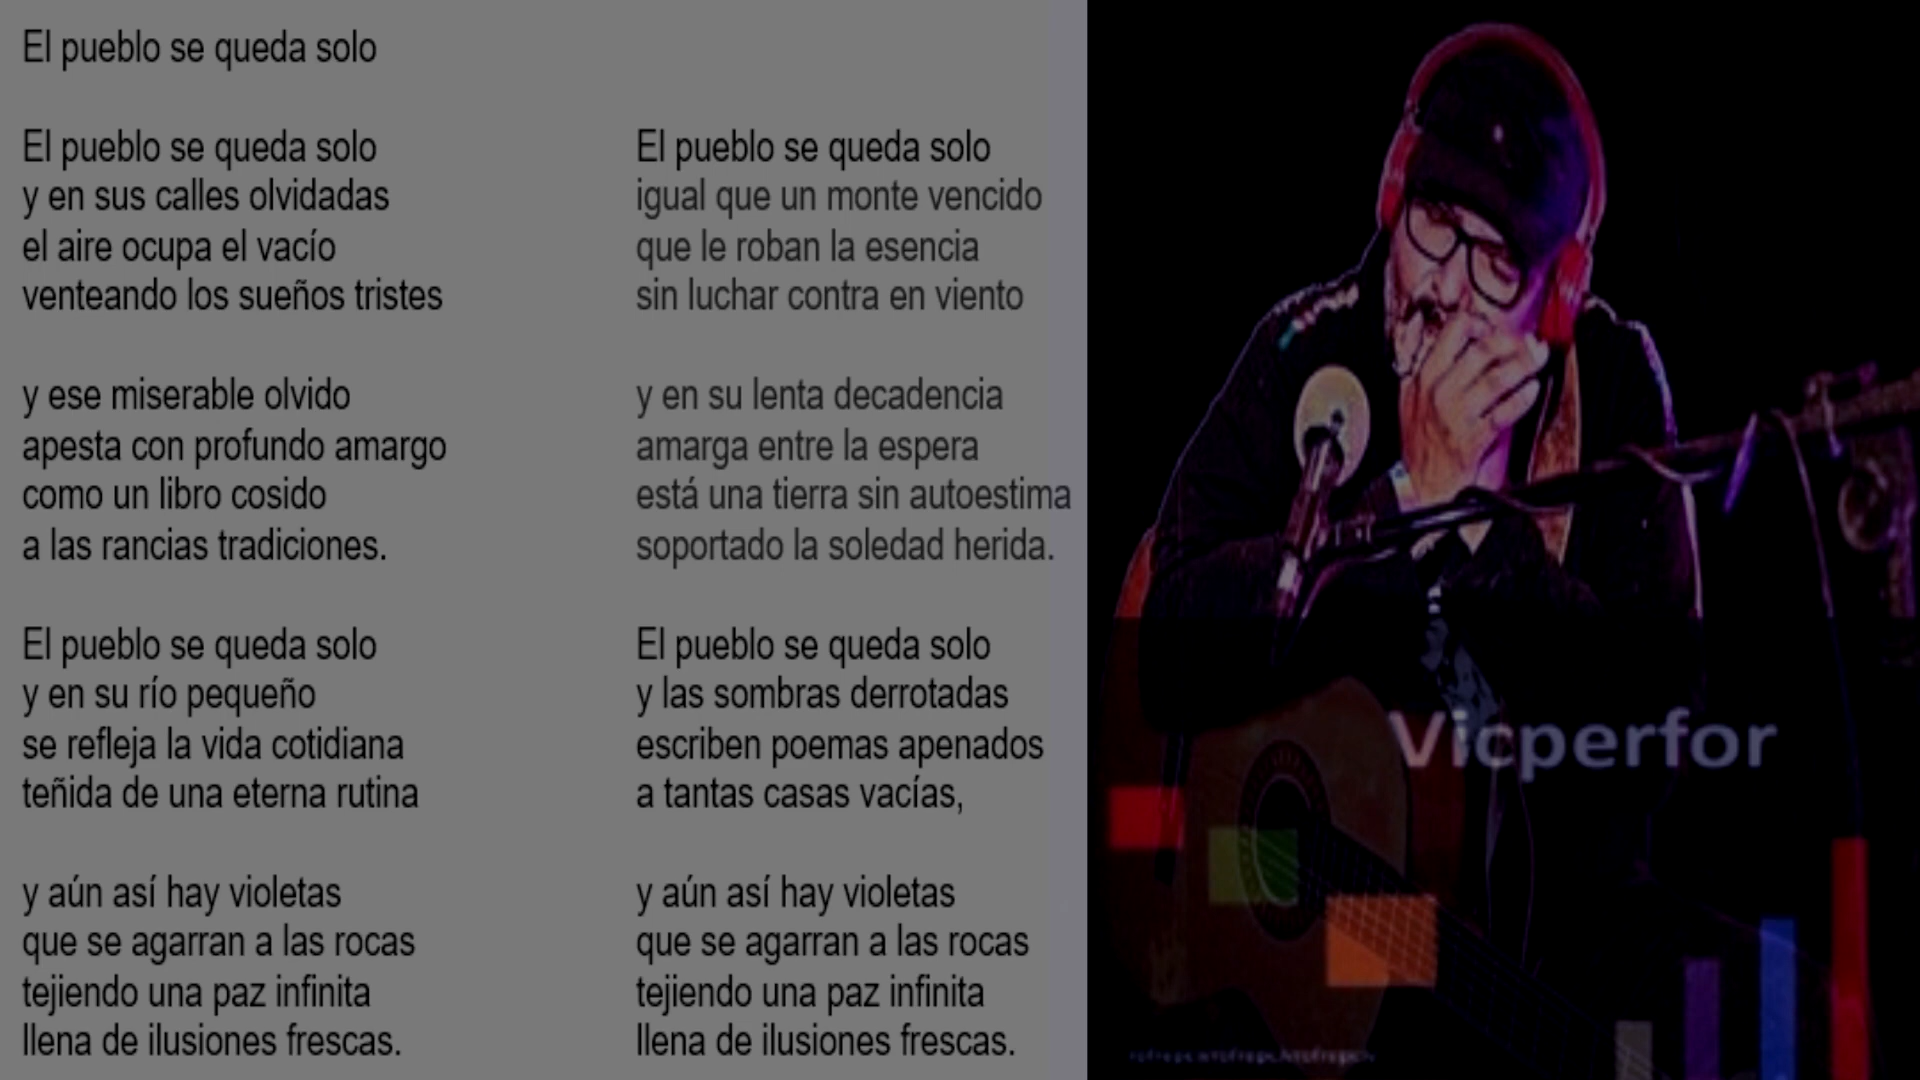 El pueblo se queda solo
El pueblo se queda solo
y en sus calles olvidadas
el aire ocupa el vacío
venteando los sueños tristes
y ese miserable olvido
apesta con profundo amargo
como un libro cosido
a las rancias tradiciones.
El pueblo se queda solo
y en su río pequeño
se refleja la vida cotidiana
teñida de una eterna rutina
y aún así hay violetas
que se agarran a las rocas
tejiendo una paz infinita
llena de ilusiones frescas.
El pueblo se queda solo
igual que un monte vencido
que le roban la esencia
sin luchar contra en viento
y en su lenta decadencia
amarga entre la espera
está una tierra sin autoestima
soportado la soledad herida.
El pueblo se queda solo
y las sombras derrotadas
escriben poemas apenados
a tantas casas vacías,
y aún así hay violetas
que se agarran a las rocas
tejiendo una paz infinita
llena de ilusiones frescas.
Vicperfor